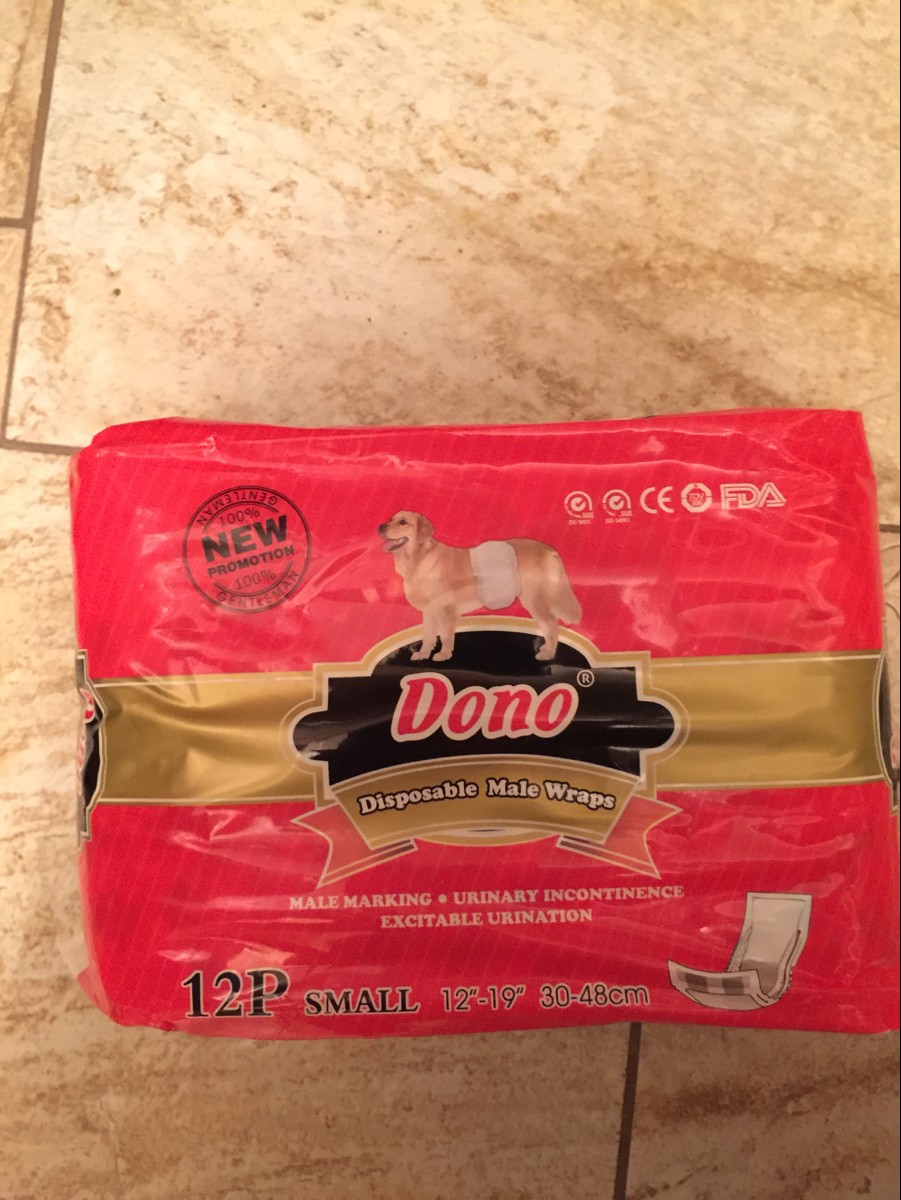 GENTLEMAN
100%
NEW
PROMOTION
100%
GENTLEMAN
CE
TÜV
FDA
Dono®
Disposable Male Wraps
MALE MARKING • URINARY INCONTINENCE
EXCITABLE URINATION
12P SMALL 12"-19" 30-48cm